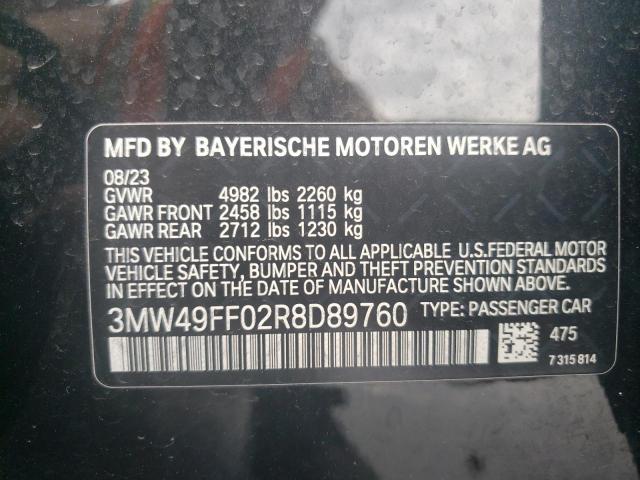 MFD BY BAYERISCHE MOTOREN WERKE AG
08/23
GVWR 4982 lbs 2260 kg
GAWR FRONT 2458 lbs 1115 kg
GAWR REAR 2712 lbs 1230 kg
THIS VEHICLE CONFORMS TO ALL APPLICABLE U.S.FEDERAL MOTOR
VEHICLE SAFETY, BUMPER AND THEFT PREVENTION STANDARDS
IN EFFECT ON THE DATE OF MANUFACTURE SHOWN ABOVE
3MW49FF02R8D89760 TYPE: PASSENGER CAR
475
7 315 814